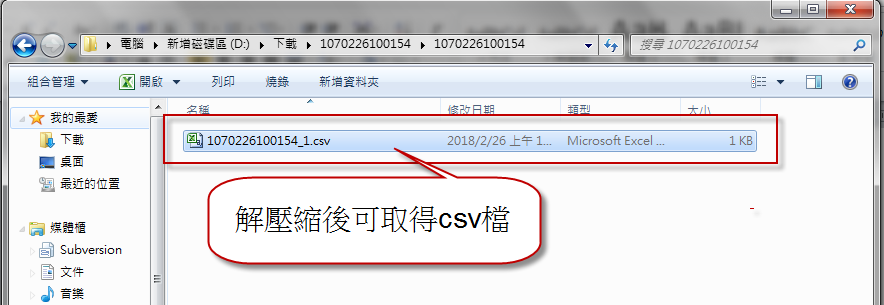 電腦 ▸ 新增磁碟區 (D:) ▸ 下載 ▸ 1070226100154 ▸ 1070226100154
搜尋 1070226100154
組合管理 開啟 列印 燒錄 新增資料夾
名稱 修改日期 類型 大小
我的最愛
下載
桌面
最近的位置
媒體櫃
Subversion
文件
音樂
1070226100154_1.csv 2018/2/26 上午 1... Microsoft Excel ... 1 KB
解壓縮後可取得csv檔